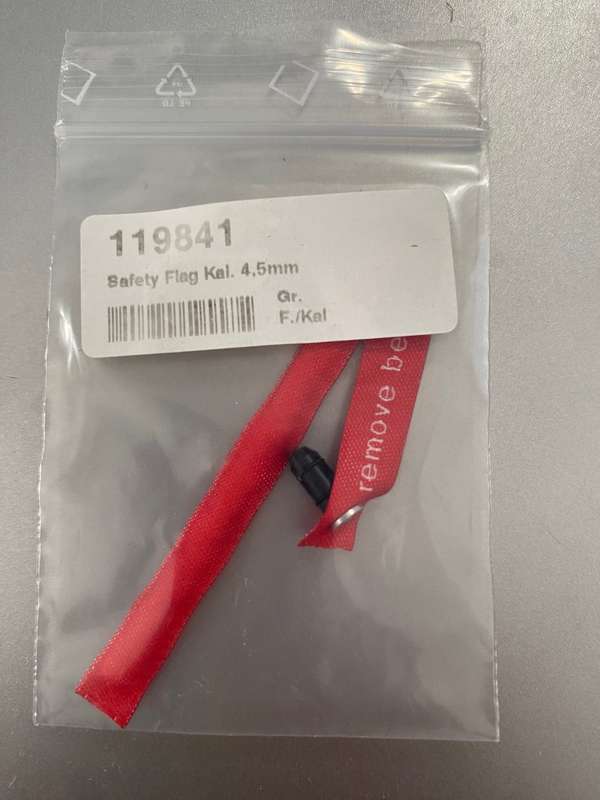 119841
Safety Flag Kal. 4,5mm
Gr.
F./Kal
remove be